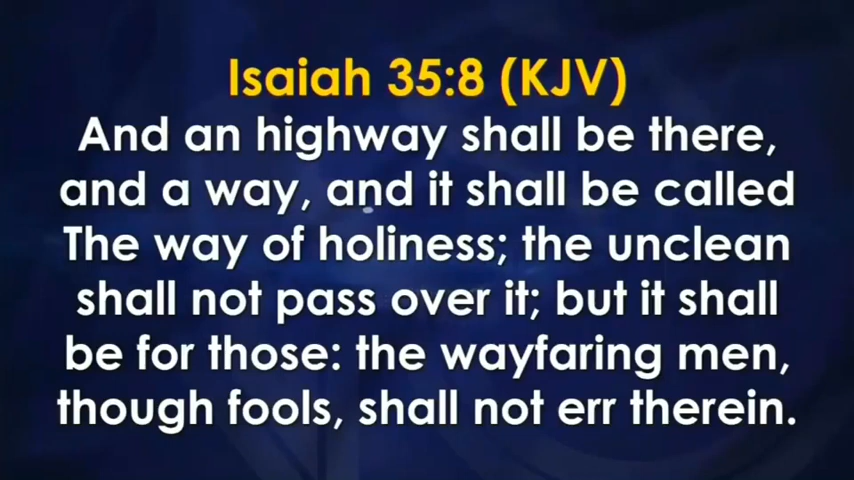 Isaiah 35:8 (KJV)
And an highway shall be there,
and a way, and it shall be called
The way of holiness; the unclean
shall not pass over it; but it shall
be for those: the wayfaring men,
though fools, shall not err therein.